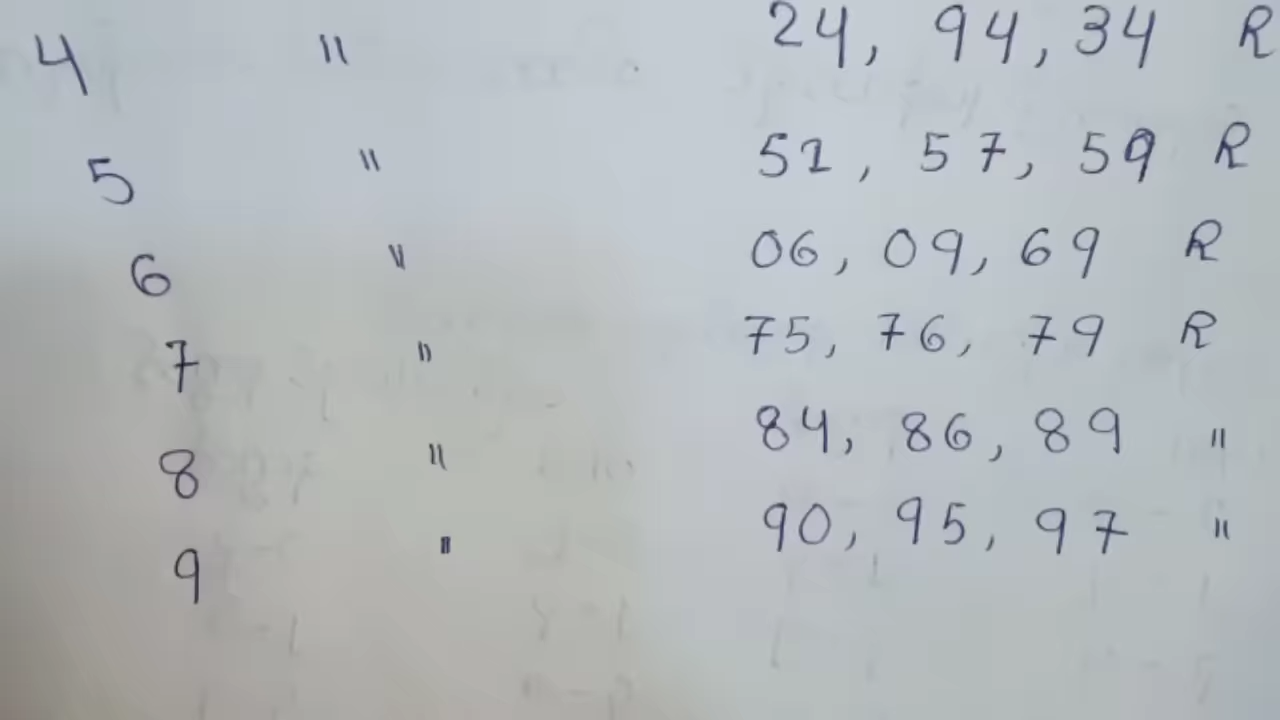 4 " 24, 94, 34 R
5 " 51, 57, 59 R
6 " 06, 09, 69 R
7 " 75, 76, 79 R
8 " 84, 86, 89 "
9 " 90, 95, 97 "